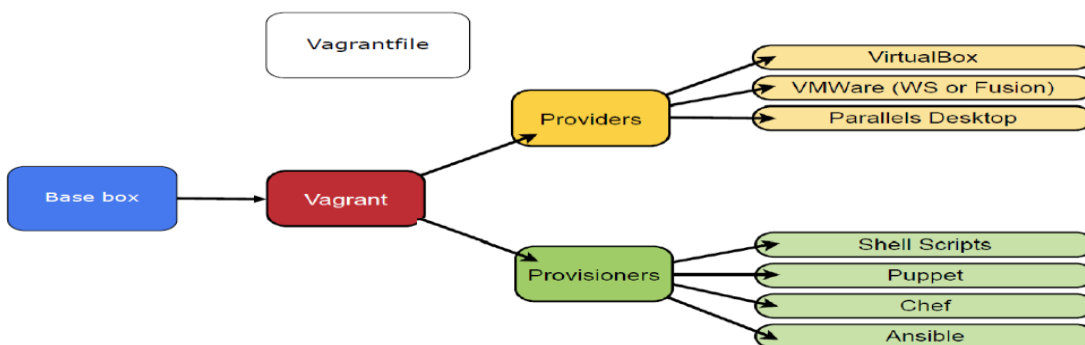 Vagrantfile
VirtualBox
VMWare (WS or Fusion)
Parallels Desktop
Providers
Base box
Vagrant
Provisioners
Shell Scripts
Puppet
Chef
Ansible